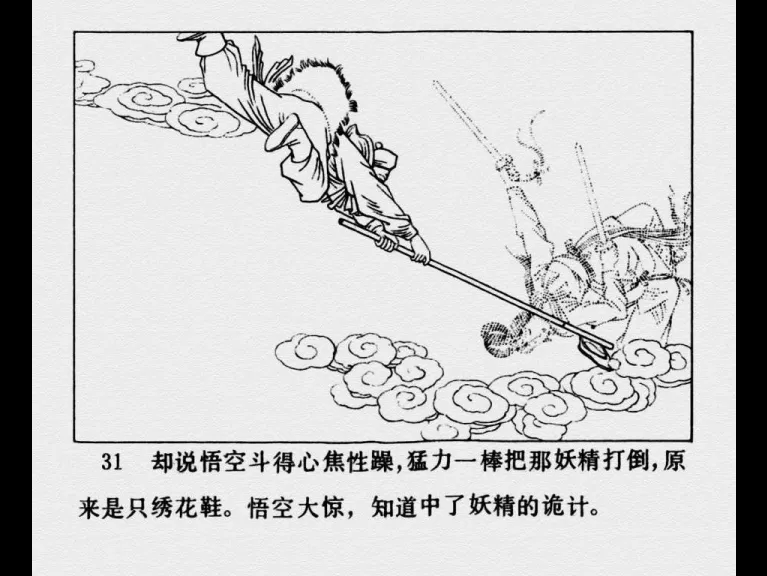 31 却说悟空斗得心焦性躁，猛力一棒把那妖精打倒，原
来是只绣花鞋。悟空大惊，知道中了妖精的诡计。